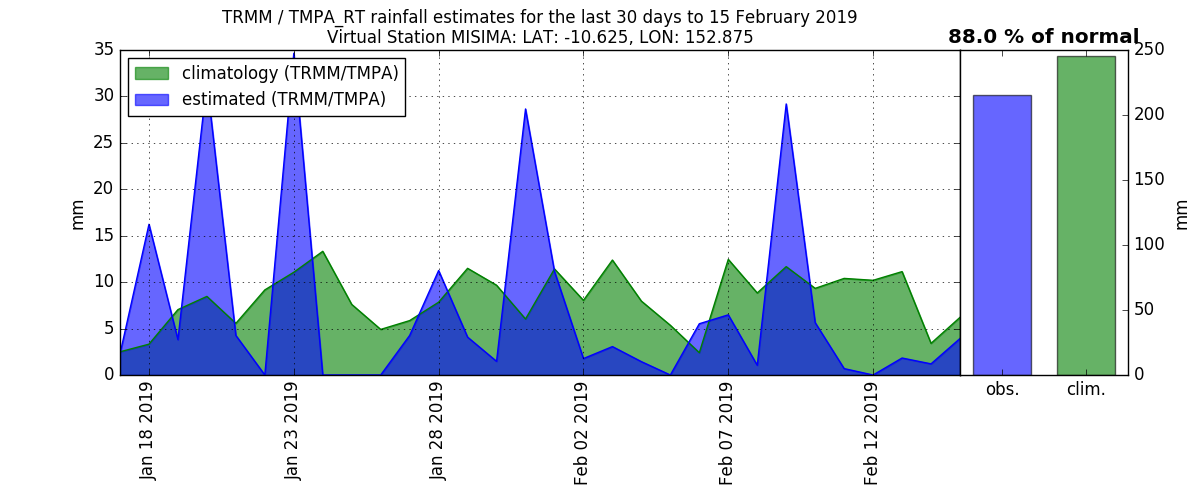 TRMM / TMPA_RT rainfall estimates for the last 30 days to 15 February 2019
Virtual Station MISIMA: LAT: -10.625, LON: 152.875
88.0 % of normal
climatology (TRMM/TMPA)
estimated (TRMM/TMPA)
35
30
25
20
15
10
5
0
mm
Jan 18 2019
Jan 23 2019
Jan 28 2019
Feb 02 2019
Feb 07 2019
Feb 12 2019
obs.
clim.
250
200
150
100
50
0
mm